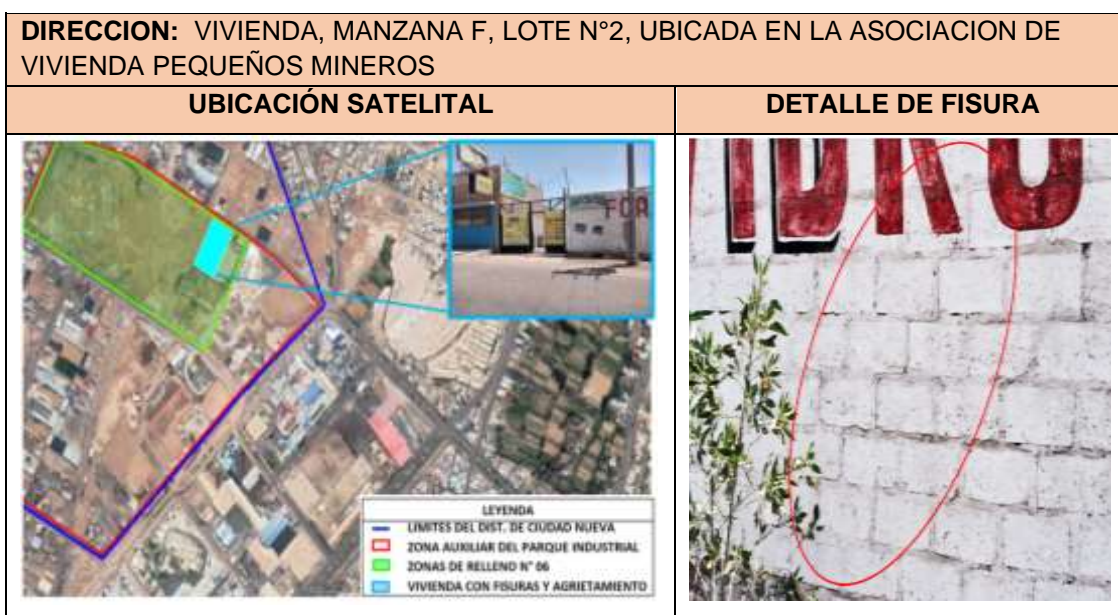 DIRECCION: VIVIENDA, MANZANA F, LOTE N°2, UBICADA EN LA ASOCIACION DE
VIVIENDA PEQUEÑOS MINEROS
UBICACIÓN SATELITAL
DETALLE DE FISURA
FOR
IDRO
LEYENDA
LIMITES DEL DIST. DE CIUDAD NUEVA
ZONA AUXILIAR DEL PARQUE INDUSTRIAL
ZONAS DE RELLENO N° 06
VIVIENDA CON FISURAS Y AGRIETAMIENTO